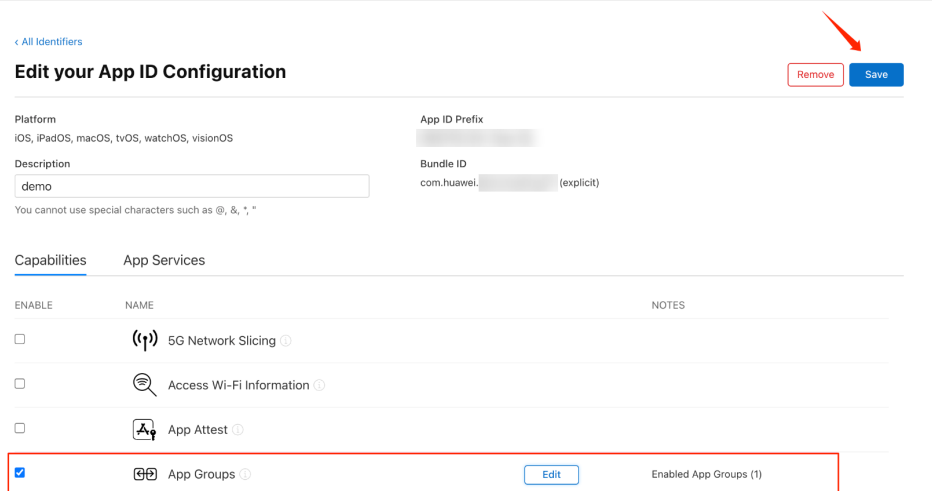 ‹ All Identifiers
Edit your App ID Configuration
Remove
Save
Platform
App ID Prefix
iOS, iPadOS, macOS, tvOS, watchOS, visionOS
Description
Bundle ID
demo
com.huawei.
(explicit)
You cannot use special characters such as @, &, *, "
Capabilities
App Services
ENABLE
NAME
NOTES
5G Network Slicing
Access Wi-Fi Information
App Attest
App Groups
Edit
Enabled App Groups (1)